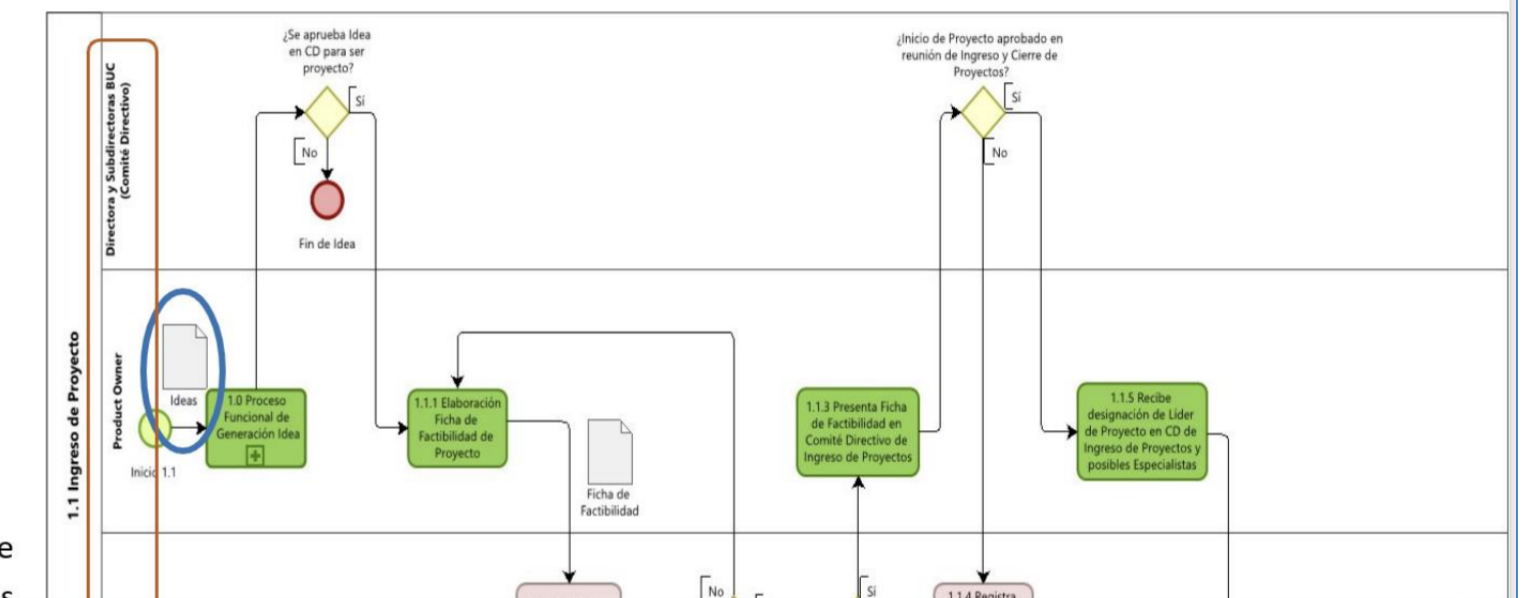 1.1 Ingreso de Proyecto
Directora y Subdirectoras BUC
(Comité Directivo)
¿Se aprueba Idea
en CD para ser
proyecto?
Sí
No
Fin de Idea
¿Inicio de Proyecto aprobado en
reunión de Ingreso y Cierre de
Proyectos?
Sí
No
Product Owner
Ideas
Inicio 1.1
1.0 Proceso
Funcional de
Generación Idea
1.1.1 Elaboración
Ficha de
Factibilidad de
Proyecto
Ficha de
Factibilidad
1.1.3 Presenta Ficha
de Factibilidad en
Comité Directivo de
Ingreso de Proyectos
1.1.5 Recibe
designación de Líder
de Proyecto en CD de
Ingreso de Proyectos y
posibles Especialistas
e
s
No
Sí
1.1.4 Registra